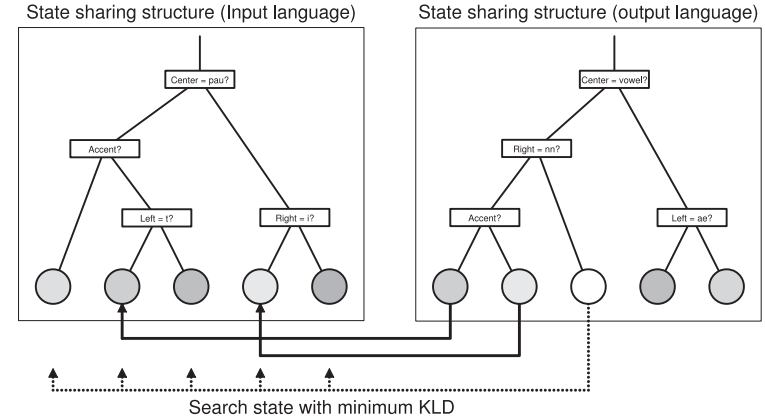 State sharing structure (Input language)
State sharing structure (output language)
Center = pau?
Center = vowel?
Accent?
Right = nn?
Left = t?
Right = i?
Accent?
Left = ae?
Search state with minimum KLD